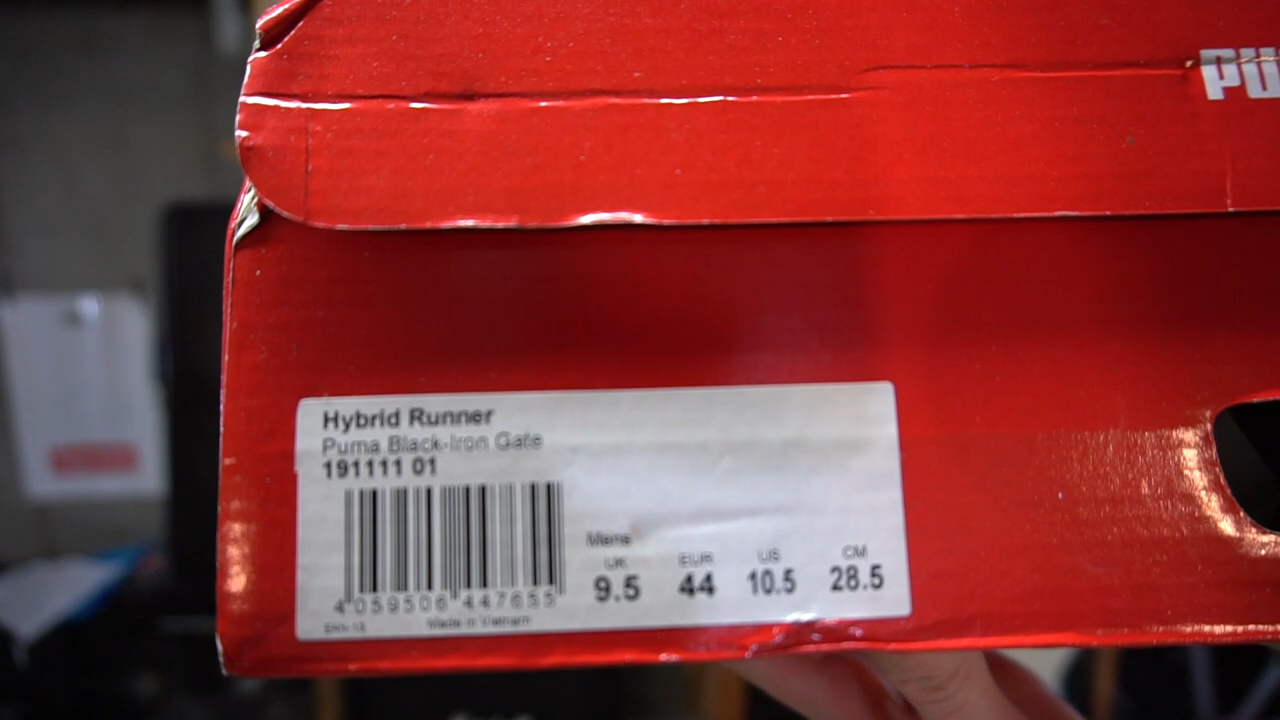 PU
Hybrid Runner
Puma Black-Iron Gate
191111 01
Mens
UK EUR US CM
9.5 44 10.5 28.5
4 059506 447655
EAN-13 Made in Vietnam